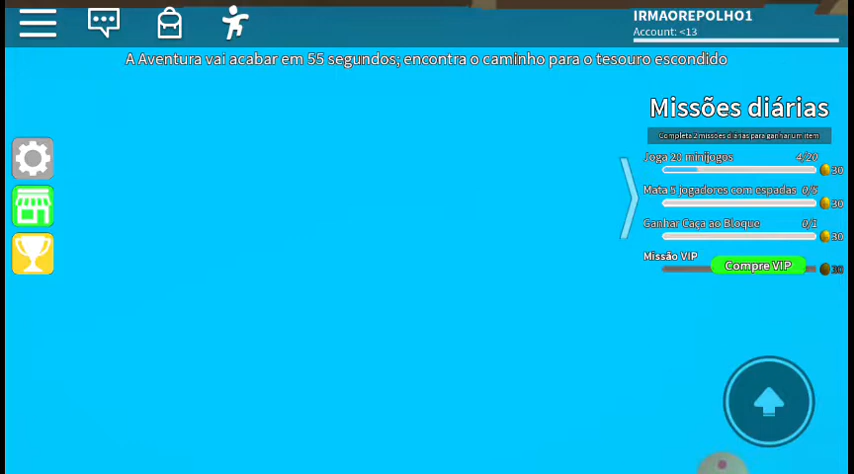 IRMAOREPOLHO1
Account: <13
A Aventura vai acabar em 55 segundos; encontra o caminho para o tesouro escondido
Missões diárias
Completa 2 missões diárias para ganhar um item
Joga 20 minijogos 4/20
30
Mata 5 jogadores com espadas 0/5
30
Ganhar Caça ao Bloque 0/1
30
Missão VIP
Compre VIP
30